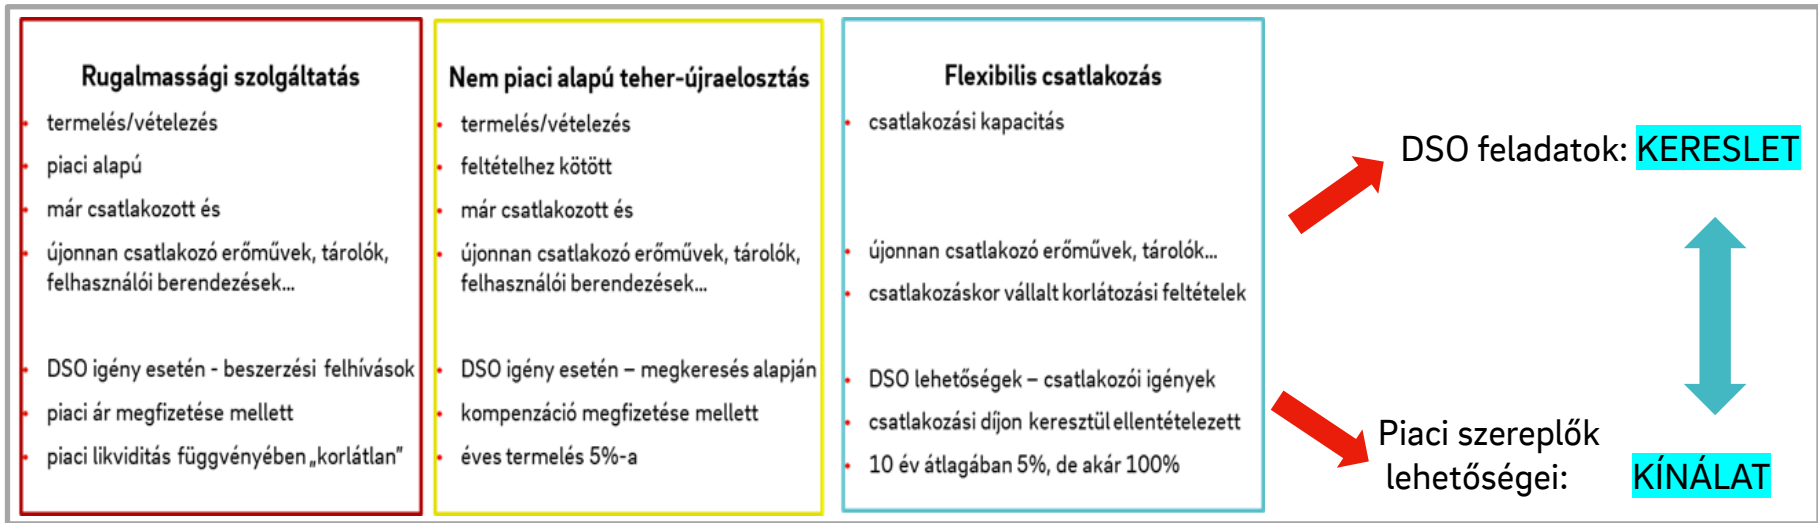 Rugalmassági szolgáltatás
• termelés/vételezés
• piaci alapú
• már csatlakozott és
• újonnan csatlakozó erőművek, tárolók,
felhasználói berendezések...
• DSO igény esetén - beszerzési felhívások
• piaci ár megfizetése mellett
• piaci likviditás függvényében „korlátlan”
Nem piaci alapú teher-újraelosztás
• termelés/vételezés
• feltételhez kötött
• már csatlakozott és
• újonnan csatlakozó erőművek, tárolók,
felhasználói berendezések...
• DSO igény esetén – megkeresés alapján
• kompenzáció megfizetése mellett
• éves termelés 5%-a
Flexibilis csatlakozás
• csatlakozási kapacitás
• újonnan csatlakozó erőművek, tárolók...
• csatlakozáskor vállalt korlátozási feltételek
• DSO lehetőségek – csatlakozói igények
• csatlakozási díjon keresztül ellentételezett
• 10 év átlagában 5%, de akár 100%
DSO feladatok: KERESLET
Piaci szereplők
lehetőségei: KÍNÁLAT